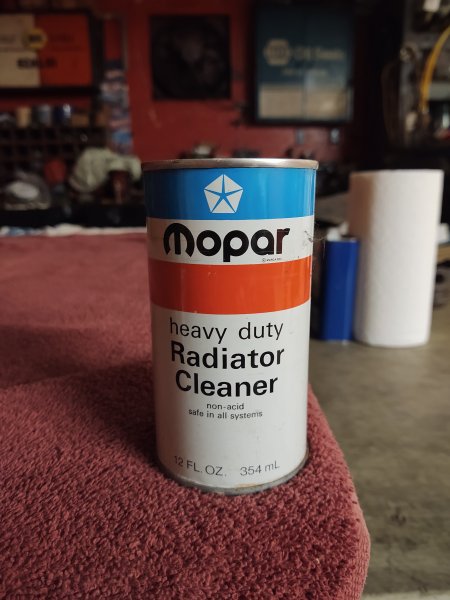 mopar
heavy duty
Radiator
Cleaner
non-acid
safe in all systems
12 FL. OZ. 354 mL